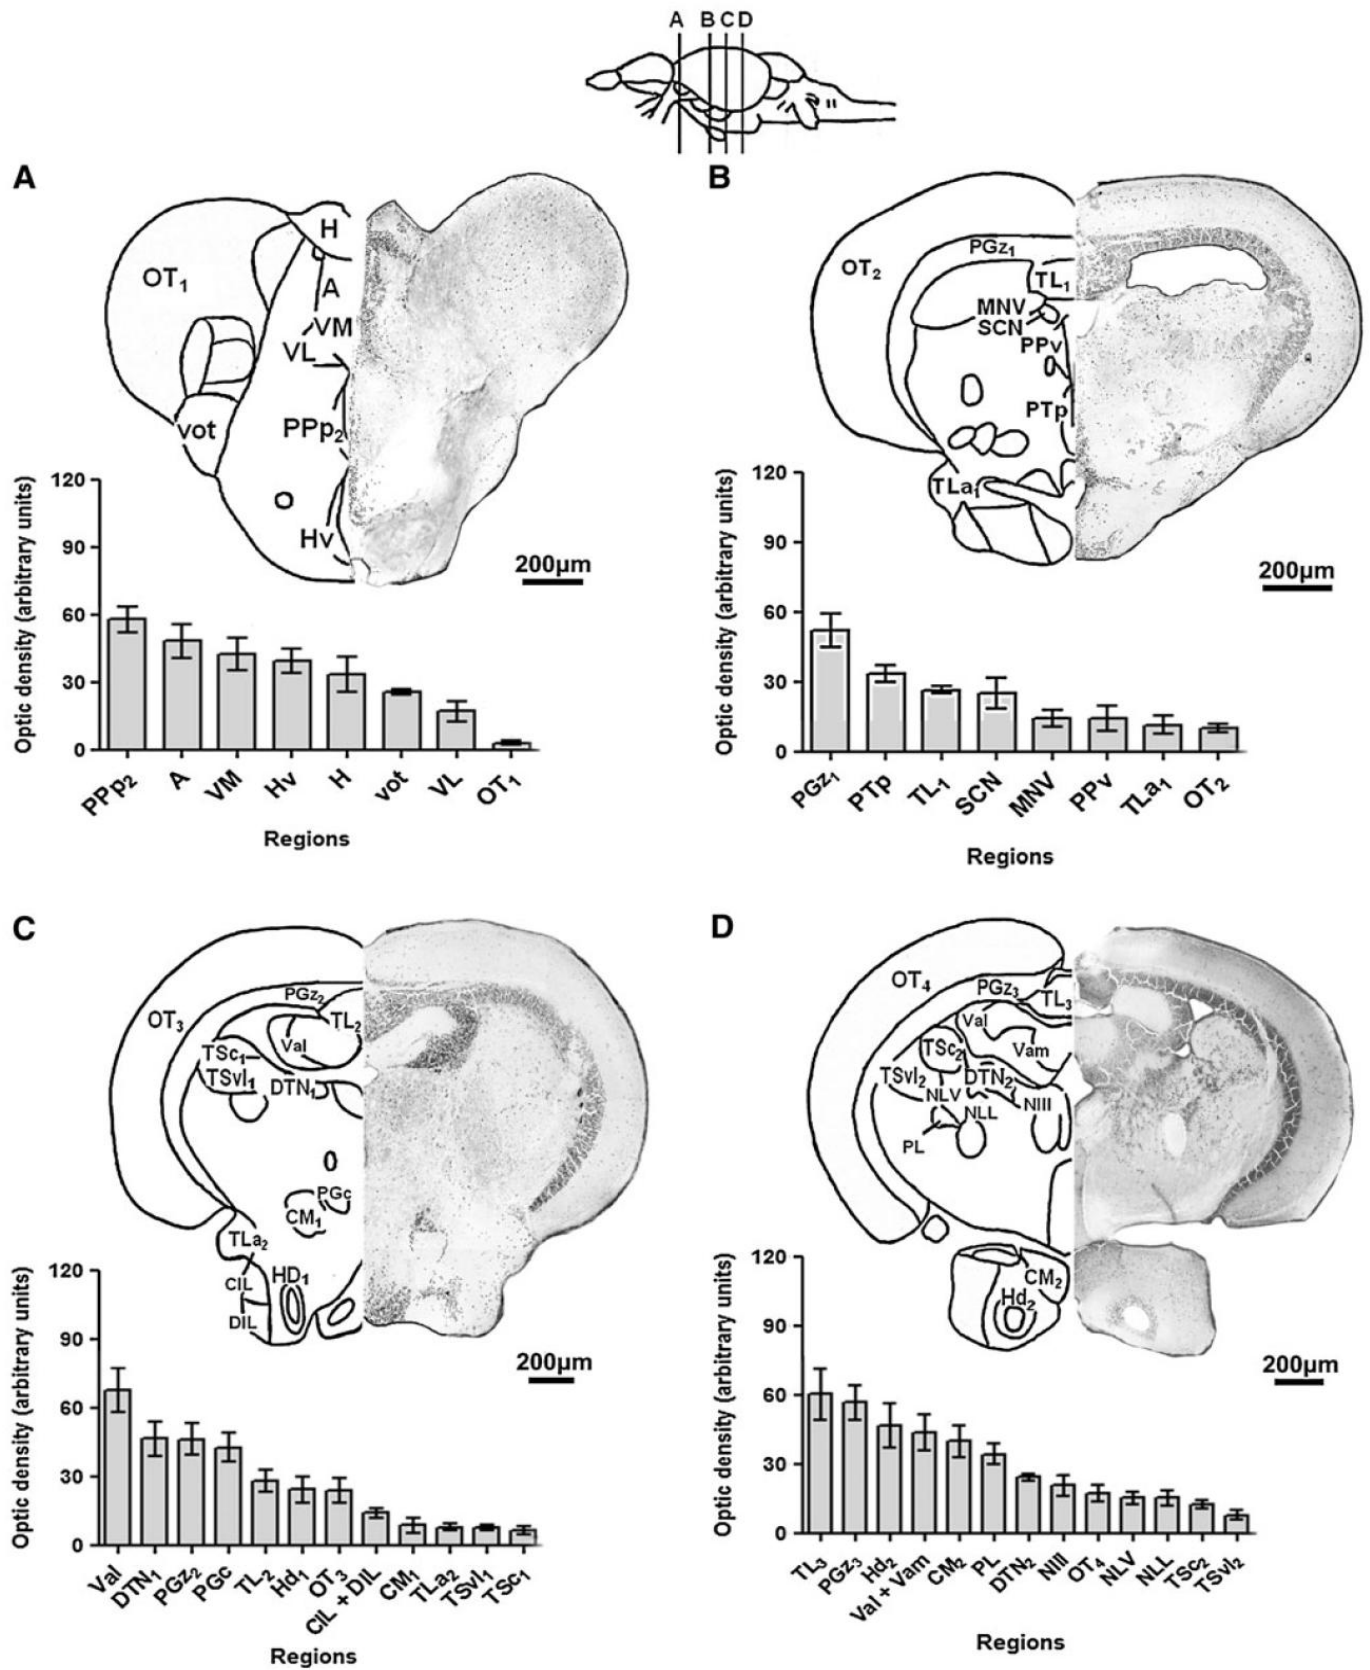 A B C D
A
H
OT1
A
VM
VL
vot
PPp2
Hv
200µm
Optic density (arbitrary units)
120
90
60
30
0
PPp2 A VM Hv H vot VL OT1
Regions
B
PGz1
OT2
TL1
MNV
SCN
PPv
PTp
TLa1
200µm
Optic density (arbitrary units)
120
90
60
30
0
PGz1 PTp TL1 SCN MNV PPv TLa1 OT2
Regions
C
PGz2
OT3
TL2
Val
TSc1
TSvl1
DTN1
PGc
CM1
TLa2
CIL
HD1
DIL
200µm
Optic density (arbitrary units)
120
90
60
30
0
Val DTN1 PGz2 PGc TL2 Hd1 OT3 CIL + DIL CM1 TLa2 TSvl1 TSc1
Regions
D
OT4
PGz3
TL3
Val
TSc2
Vam
TSvl2
DTN2
NLV
NLL
NIII
PL
CM2
Hd2
200µm
Optic density (arbitrary units)
120
90
60
30
0
TL3 PGz3 Hd2 Val + Vam CM2 PL DTN2 NIII OT4 NLV NLL TSc2 TSvl2
Regions